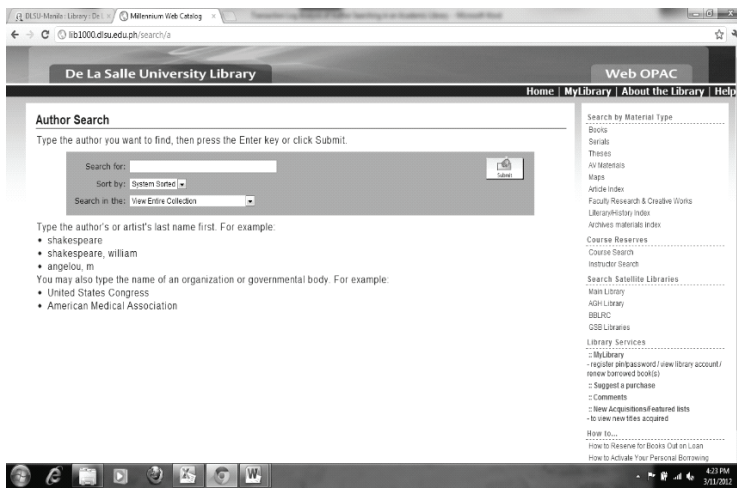 DLSU-Manila : Library : De L
Millennium Web Catalog
lib1000.dlsu.edu.ph/search/a
De La Salle University Library
Web OPAC
Home | MyLibrary | About the Library | Help
Author Search
Type the author you want to find, then press the Enter key or click Submit.
Search for:
Submit
Sort by: System Sorted
Search in the: View Entire Collection
Type the author's or artist's last name first. For example:
• shakespeare
• shakespeare, william
• angelou, m
You may also type the name of an organization or governmental body. For example:
• United States Congress
• American Medical Association
Search by Material Type
Books
Serials
Theses
AV Materials
Maps
Article Index
Faculty Research & Creative Works
Literary/History Index
Archives materials index
Course Reserves
Course Search
Instructor Search
Search Satellite Libraries
Main Library
AGH Library
BBLRC
GSB Libraries
Library Services
:: MyLibrary
- register pin/password / view library account /
renew borrowed book(s)
:: Suggest a purchase
:: Comments
:: New Acquisitions/Featured lists
- to view new titles acquired
How to...
How to Reserve for Books Out on Loan
How to Activate Your Personal Borrowing
4:23 PM
3/11/2012